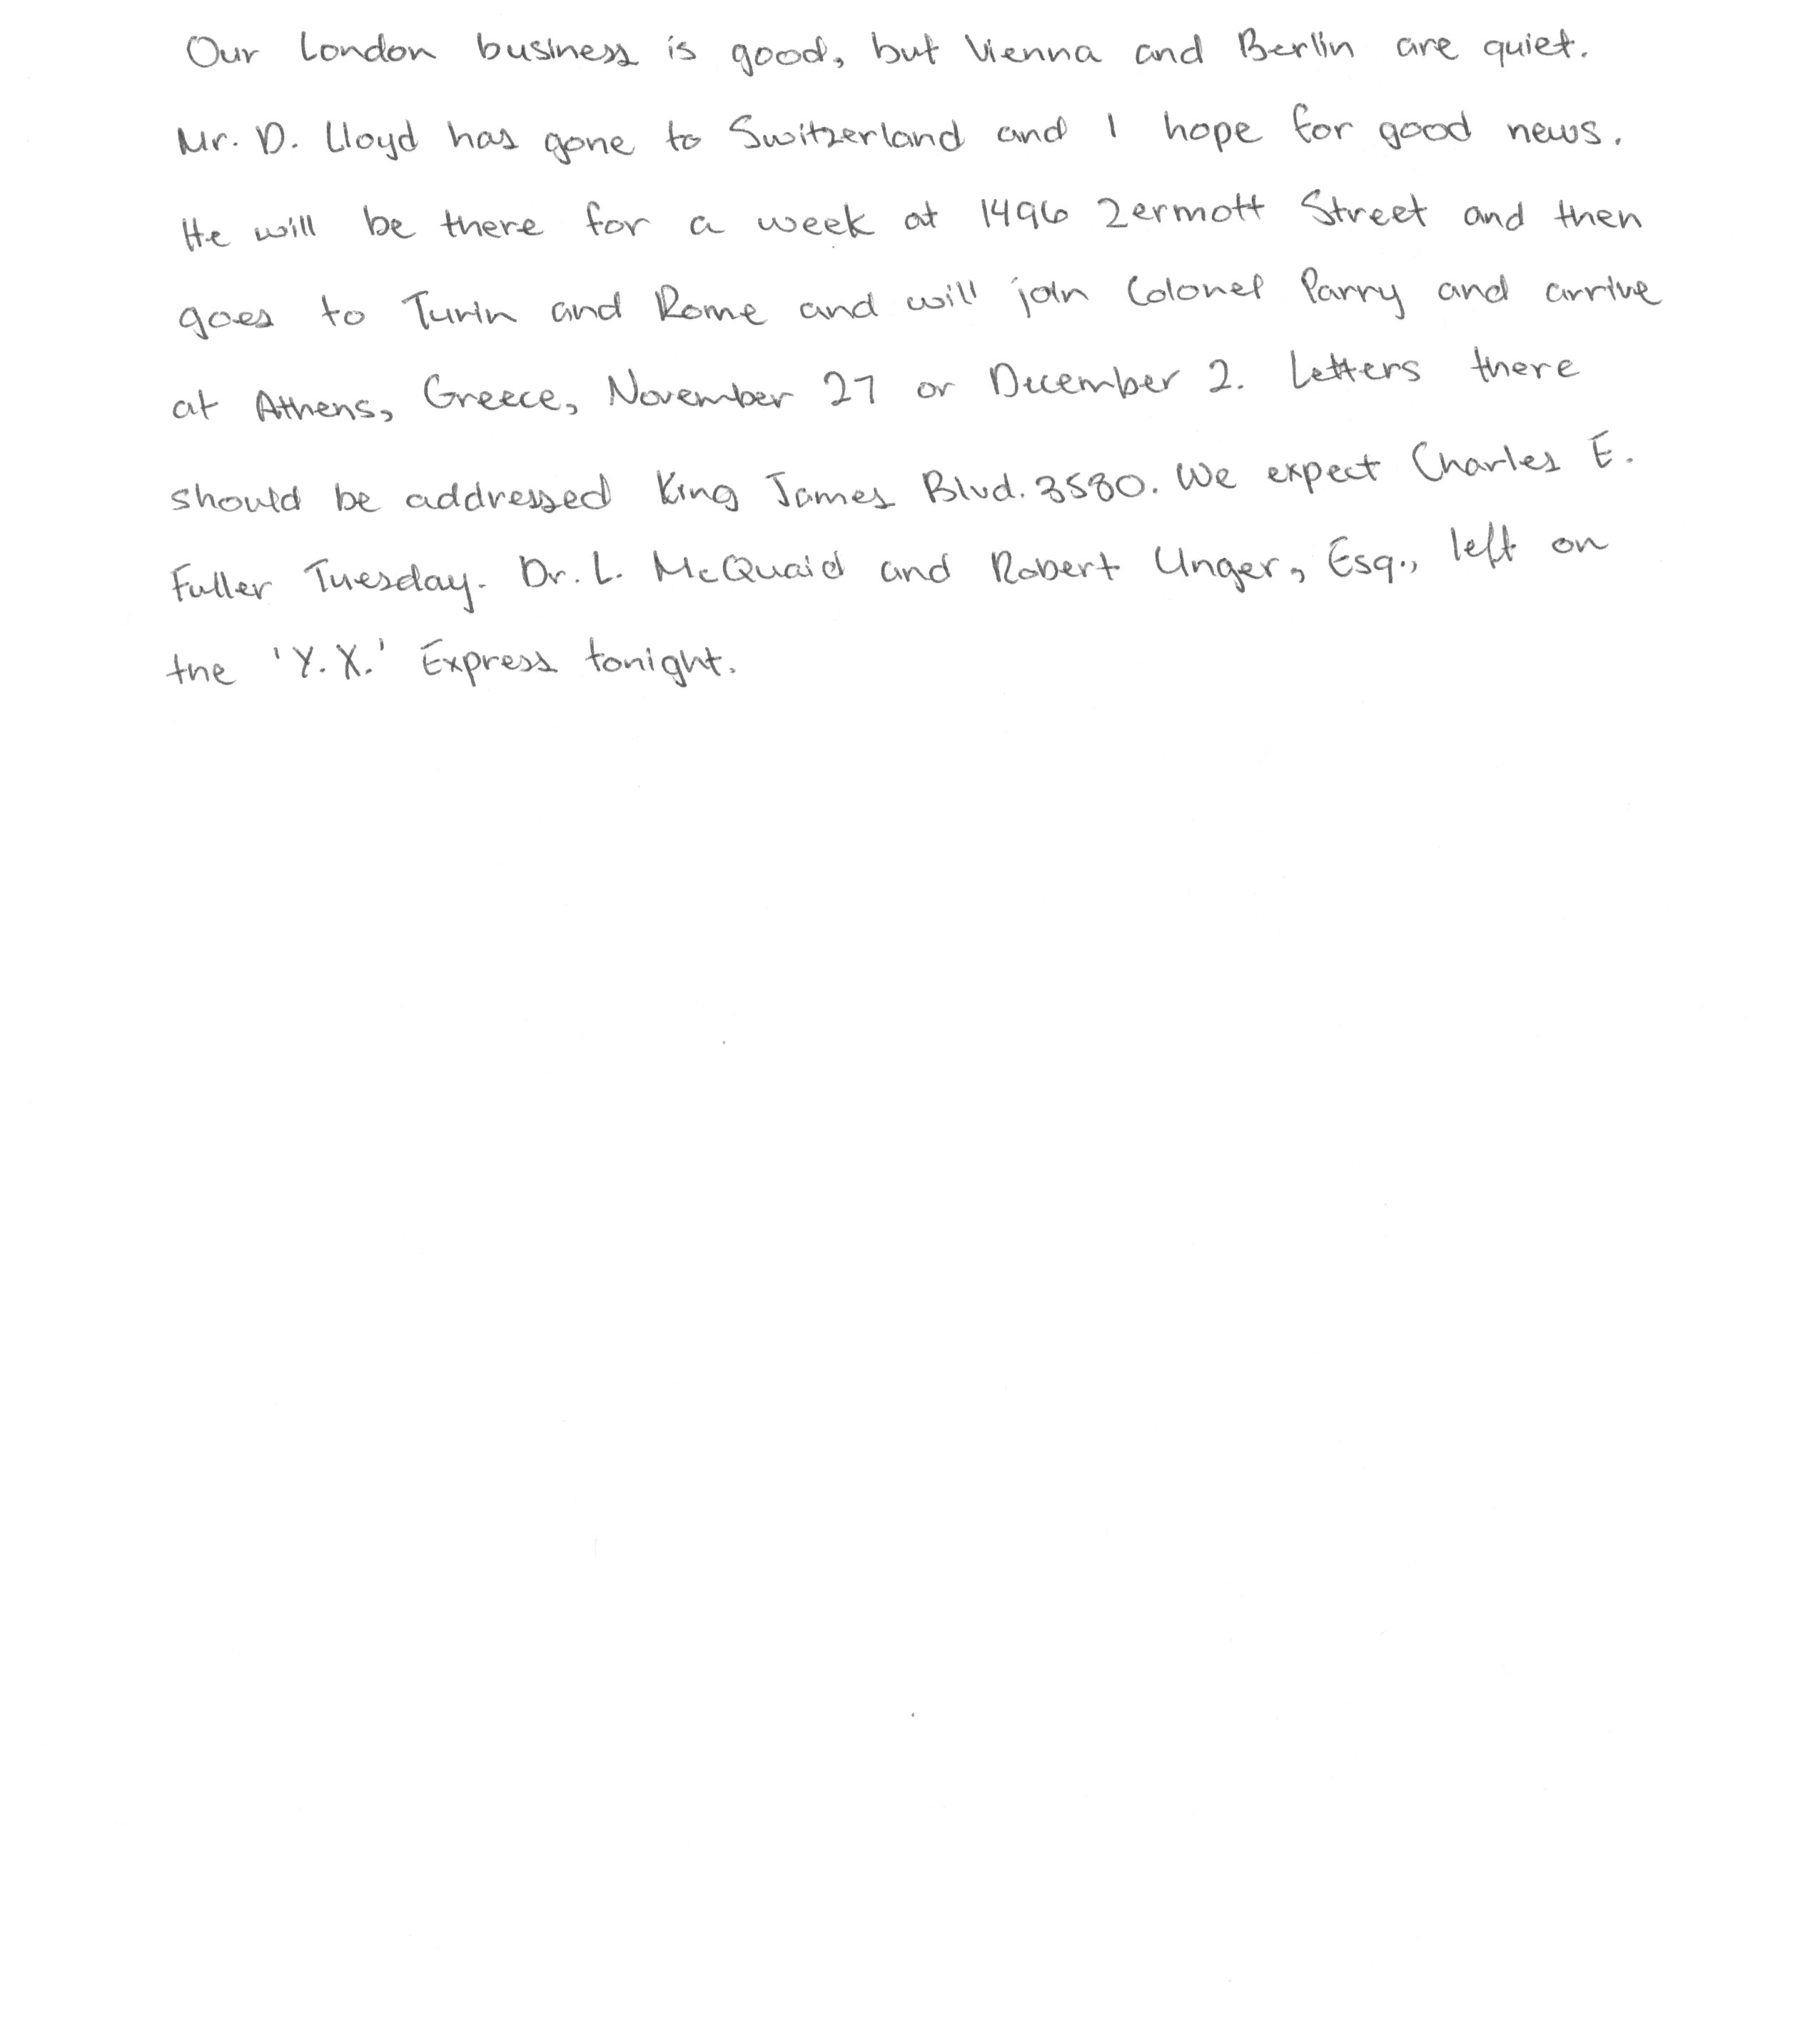 Our London business is good, but Vienna and Berlin are quiet.
Mr. D. Lloyd has gone to Switzerland and I hope for good news.
He will be there for a week at 1496 Zermott Street and then
goes to Turin and Rome and will join Colonel Parry and arrive
at Athens, Greece, November 27 or December 2. Letters there
should be addressed King James Blvd. 3580. We expect Charles E.
Fuller Tuesday. Dr. L. McQuaid and Robert Unger, Esq., left on
the 'Y.X.' Express tonight.